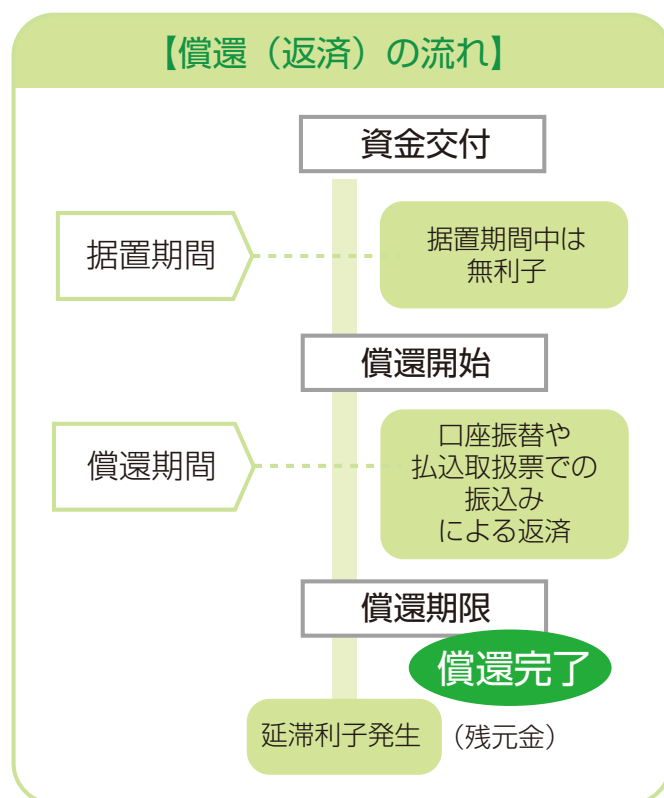 【償還（返済）の流れ】
資金交付
据置期間
据置期間中は
無利子
償還開始
償還期間
口座振替や
払込取扱票での
振込み
による返済
償還期限
償還完了
延滞利子発生
（残元金）